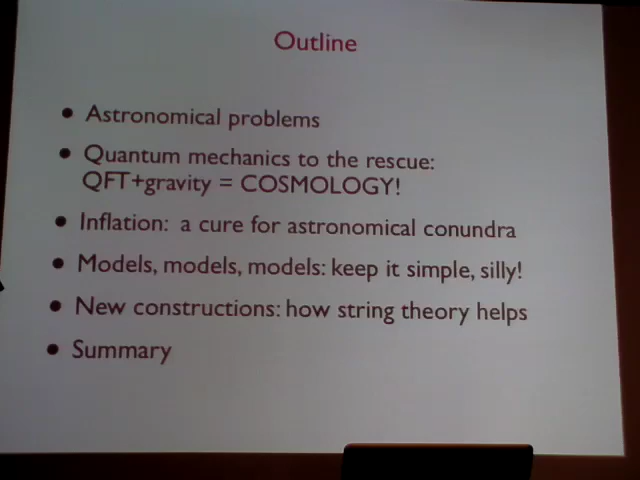 Outline
• Astronomical problems
• Quantum mechanics to the rescue:
QFT+gravity = COSMOLOGY!
• Inflation: a cure for astronomical conundra
• Models, models, models: keep it simple, silly!
• New constructions: how string theory helps
• Summary